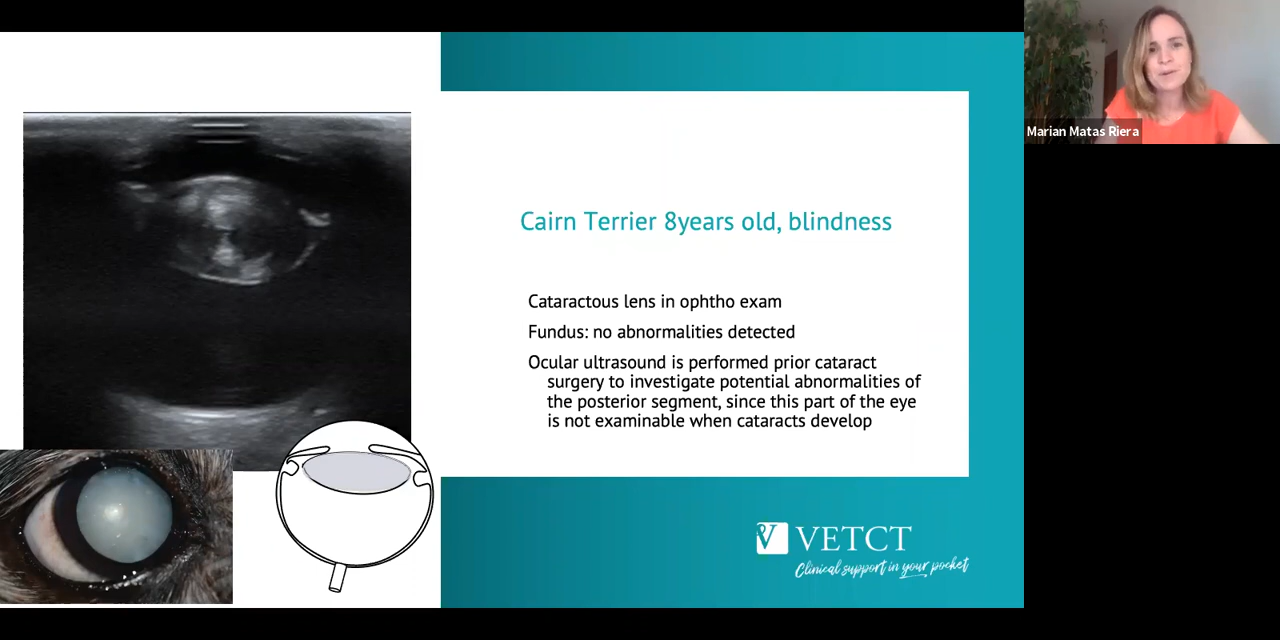 Marian Matas Riera
Cairn Terrier 8years old, blindness
Cataractous lens in ophtho exam
Fundus: no abnormalities detected
Ocular ultrasound is performed prior cataract
surgery to investigate potential abnormalities of
the posterior segment, since this part of the eye
is not examinable when cataracts develop
V VETCT
Clinical support in your pocket